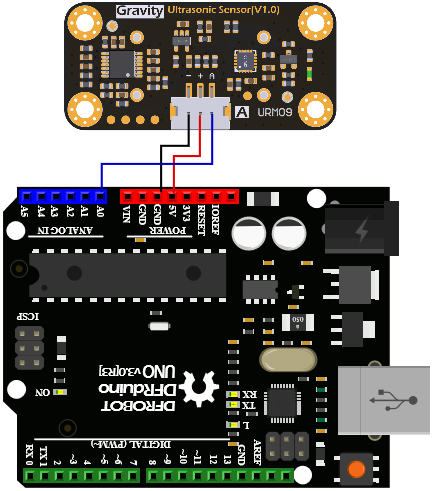 Gravity Ultrasonic Sensor(V1.0)
- + A
A URM09
A5 A4 A3 A2 A1 A0
VIN GND GND 5V 3V3 RESET IOREF
ANALOG IN POWER
ICSP
050
ON
DFROBOT
DFRduino
UNO v3.0[R3]
RX
TX
L
DIGITAL (PWM~)
RX 0 TX 1 2 ~3 4 ~5 ~6 7 8 ~9 ~10 ~11 12 13 GND AREF